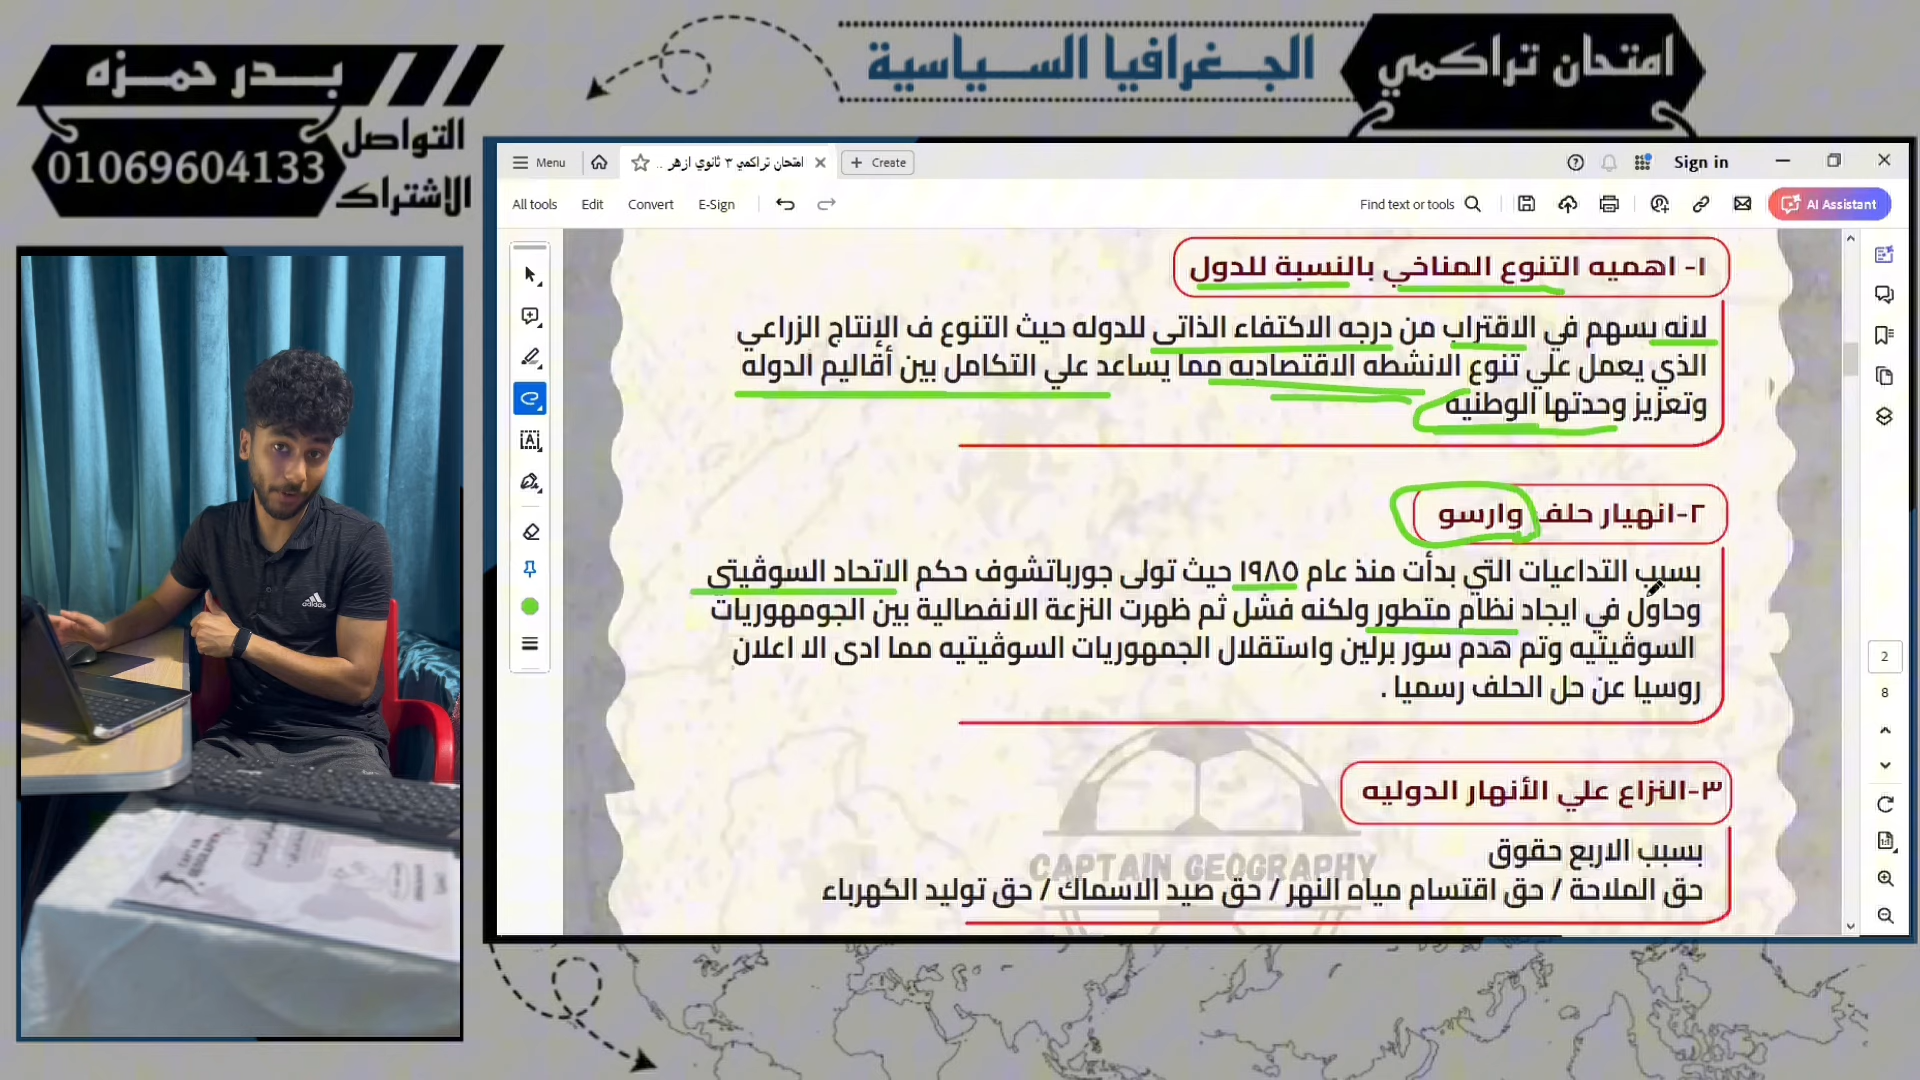 امتحان تراكمي
الجغرافيا السياسية
بدر حمزه
التواصل
01069604133
الاشتراك
Menu
امتحان تراكمي ٣ ثانوي ازهر ..
+ Create
Sign in
All tools
Edit
Convert
E-Sign
Find text or tools
AI Assistant
١- اهميه التنوع المناخي بالنسبة للدول
لانه يسهم في الاقتراب من درجه الاكتفاء الذاتى للدوله حيث التنوع ف الإنتاج الزراعي
الذي يعمل علي تنوع الانشطه الاقتصاديه مما يساعد علي التكامل بين أقاليم الدوله
وتعزيز وحدتها الوطنيه
٢-انهيار حلف وارسو
بسبب التداعيات التي بدأت منذ عام ١٩٨٥ حيث تولى جورباتشوف حكم الاتحاد السوڤيتى
وحاول في ايجاد نظام متطور ولكنه فشل ثم ظهرت النزعة الانفصالية بين الجومهوريات
السوڤيتيه وتم هدم سور برلين واستقلال الجمهوريات السوڤيتيه مما ادى الا اعلان
روسيا عن حل الحلف رسميا .
٣-النزاع علي الأنهار الدوليه
بسبب الاربع حقوق
حق الملاحة / حق اقتسام مياه النهر / حق صيد الاسماك / حق توليد الكهرباء
CAPTAIN GEOGRAPHY
2
8
adidas